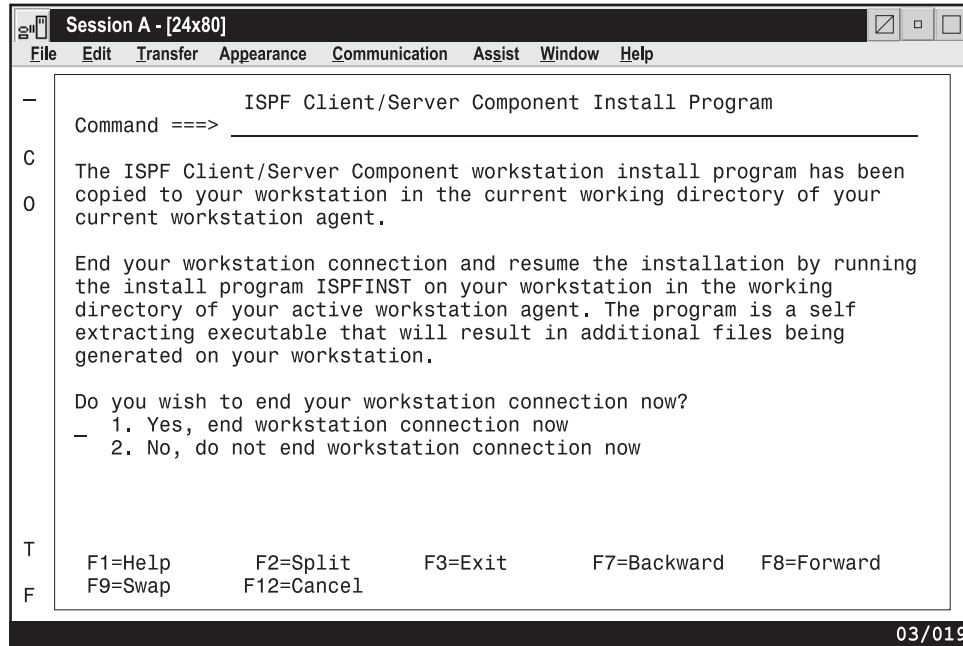 Session A - [24x80]
File Edit Transfer Appearance Communication Assist Window Help
ISPF Client/Server Component Install Program
Command ===>
The ISPF Client/Server Component workstation install program has been
copied to your workstation in the current working directory of your
current workstation agent.
End your workstation connection and resume the installation by running
the install program ISPFINST on your workstation in the working
directory of your active workstation agent. The program is a self
extracting executable that will result in additional files being
generated on your workstation.
Do you wish to end your workstation connection now?
_ 1. Yes, end workstation connection now
2. No, do not end workstation connection now
F1=Help F2=Split F3=Exit F7=Backward F8=Forward
F9=Swap F12=Cancel
C
O
T
F
03/019